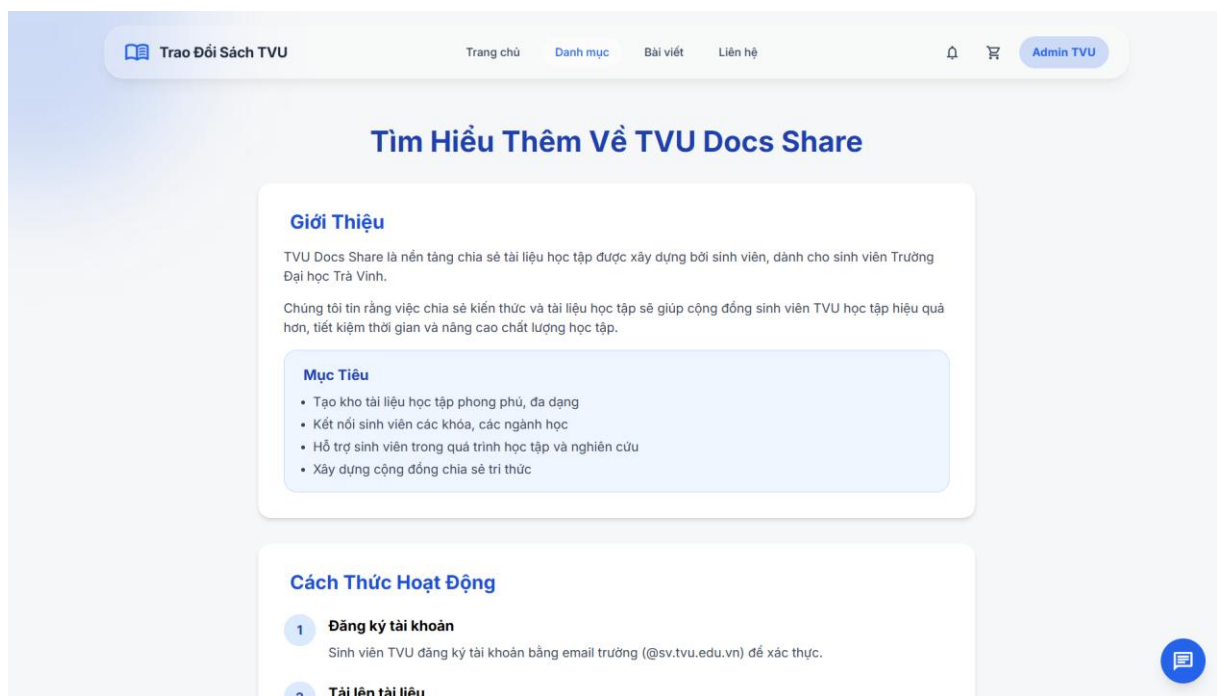 Trao Đổi Sách TVU
Trang chủ
Danh mục
Bài viết
Liên hệ
Admin TVU
Tìm Hiểu Thêm Về TVU Docs Share
Giới Thiệu
TVU Docs Share là nền tảng chia sẻ tài liệu học tập được xây dựng bởi sinh viên, dành cho sinh viên Trường
Đại học Trà Vinh.
Chúng tôi tin rằng việc chia sẻ kiến thức và tài liệu học tập sẽ giúp cộng đồng sinh viên TVU học tập hiệu quả
hơn, tiết kiệm thời gian và nâng cao chất lượng học tập.
Mục Tiêu
• Tạo kho tài liệu học tập phong phú, đa dạng
• Kết nối sinh viên các khóa, các ngành học
• Hỗ trợ sinh viên trong quá trình học tập và nghiên cứu
• Xây dựng cộng đồng chia sẻ tri thức
Cách Thức Hoạt Động
1 Đăng ký tài khoản
Sinh viên TVU đăng ký tài khoản bằng email trường (@sv.tvu.edu.vn) để xác thực.
2 Tải lên tài liệu